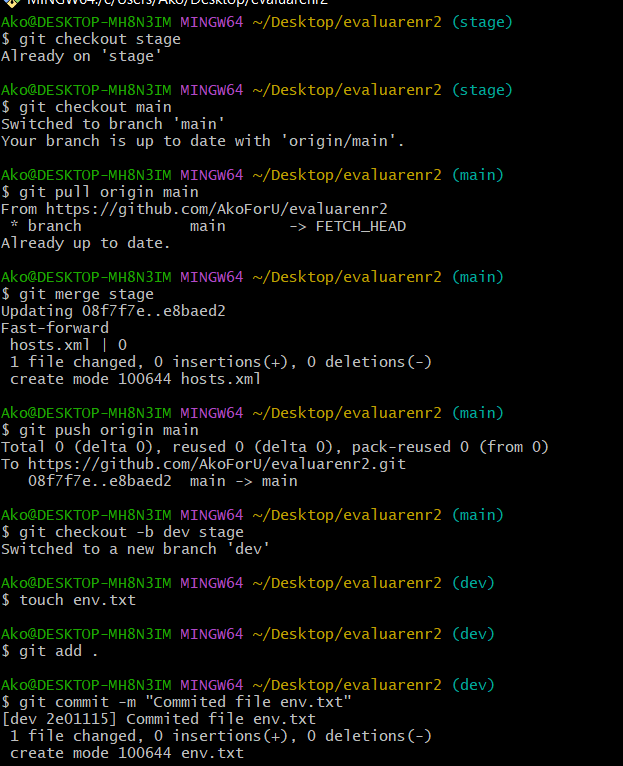 MINGW64:/c/Users/Ako/Desktop/evaluarenr2
Ako@DESKTOP-MH8N3IM MINGW64 ~/Desktop/evaluarenr2 (stage)
$ git checkout stage
Already on 'stage'
Ako@DESKTOP-MH8N3IM MINGW64 ~/Desktop/evaluarenr2 (stage)
$ git checkout main
Switched to branch 'main'
Your branch is up to date with 'origin/main'.
Ako@DESKTOP-MH8N3IM MINGW64 ~/Desktop/evaluarenr2 (main)
$ git pull origin main
From https://github.com/AkoForU/evaluarenr2
 * branch            main       -> FETCH_HEAD
Already up to date.
Ako@DESKTOP-MH8N3IM MINGW64 ~/Desktop/evaluarenr2 (main)
$ git merge stage
Updating 08f7f7e..e8baed2
Fast-forward
 hosts.xml | 0
 1 file changed, 0 insertions(+), 0 deletions(-)
 create mode 100644 hosts.xml
Ako@DESKTOP-MH8N3IM MINGW64 ~/Desktop/evaluarenr2 (main)
$ git push origin main
Total 0 (delta 0), reused 0 (delta 0), pack-reused 0 (from 0)
To https://github.com/AkoForU/evaluarenr2.git
   08f7f7e..e8baed2  main -> main
Ako@DESKTOP-MH8N3IM MINGW64 ~/Desktop/evaluarenr2 (main)
$ git checkout -b dev stage
Switched to a new branch 'dev'
Ako@DESKTOP-MH8N3IM MINGW64 ~/Desktop/evaluarenr2 (dev)
$ touch env.txt
Ako@DESKTOP-MH8N3IM MINGW64 ~/Desktop/evaluarenr2 (dev)
$ git add .
Ako@DESKTOP-MH8N3IM MINGW64 ~/Desktop/evaluarenr2 (dev)
$ git commit -m "Commited file env.txt"
[dev 2e01115] Commited file env.txt
 1 file changed, 0 insertions(+), 0 deletions(-)
 create mode 100644 env.txt